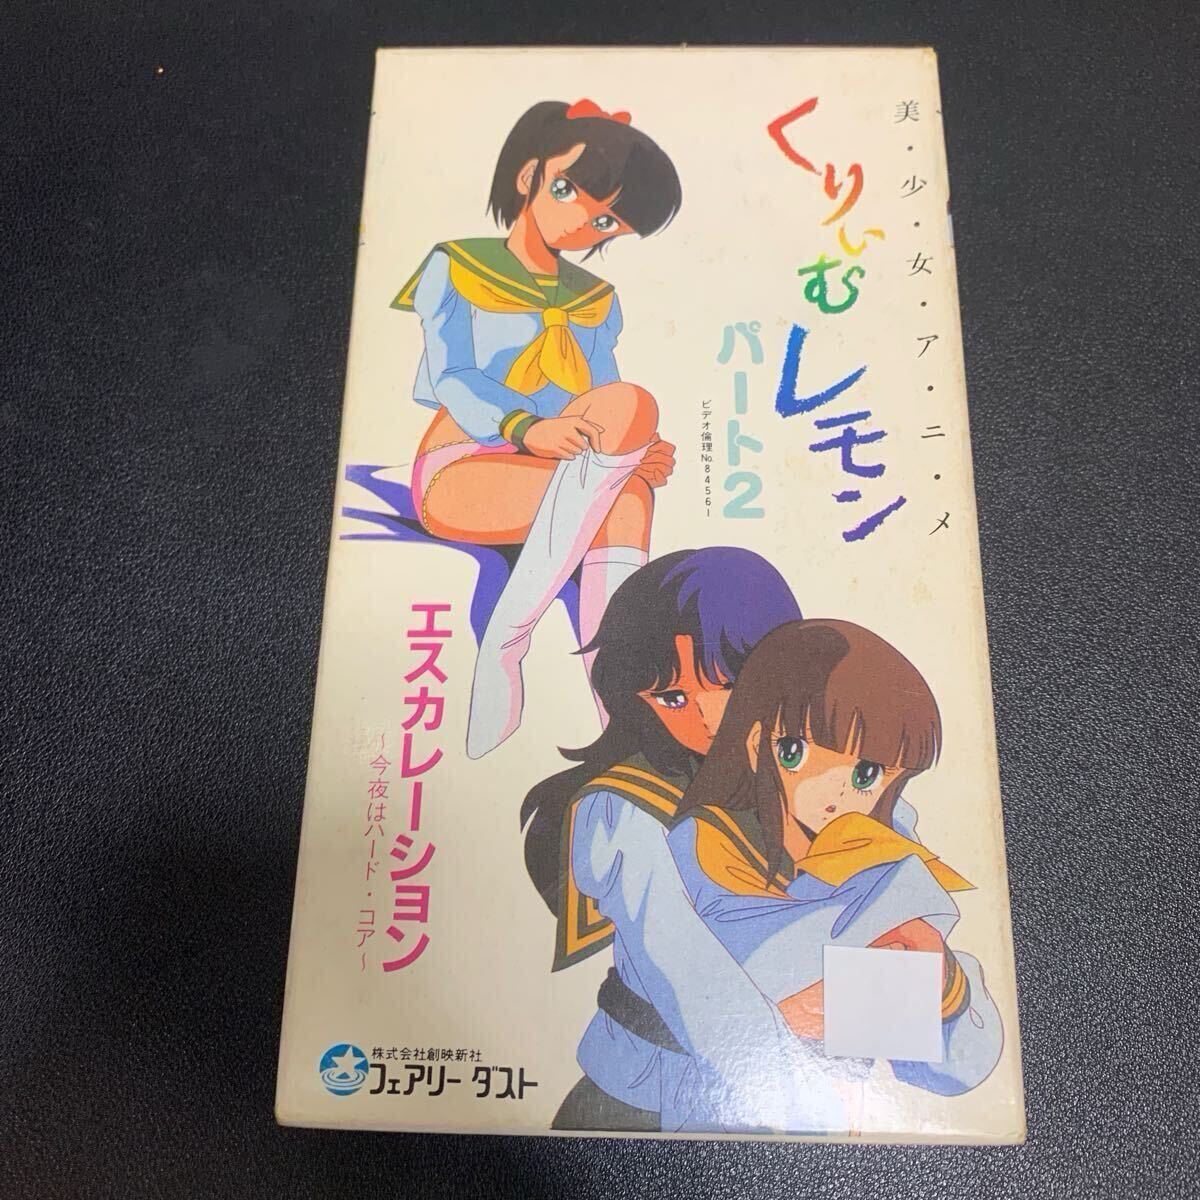 美・少・女・ア・ニ・メ
くりぃむレモン
パート2
ビデオ倫理No.8456-I
エスカレーション
～今夜はハード・コア～
株式会社創映新社
フェアリーダスト